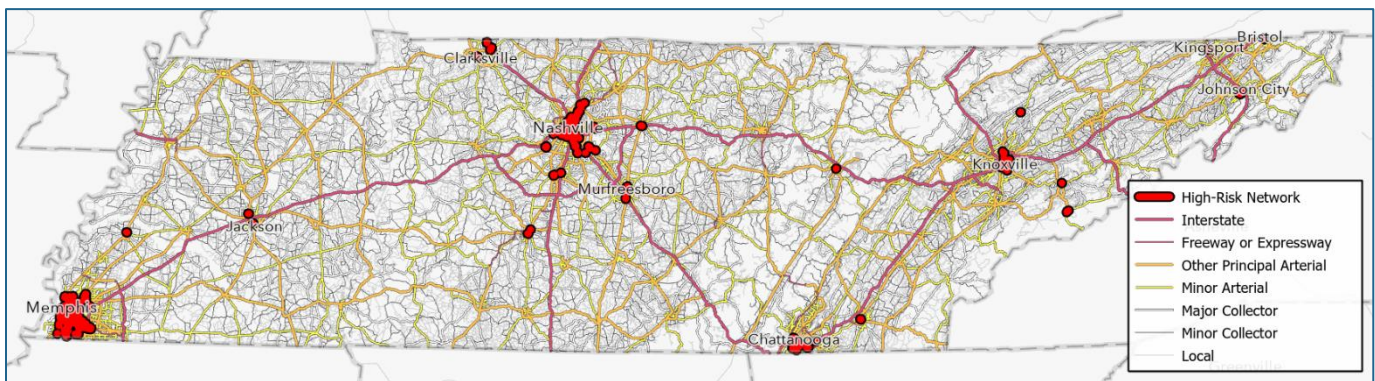 Bristol
Kingsport
Clarksville
Johnson City
Nashville
Knoxville
Murfreesboro
Jackson
Memphis
Chattanooga
High-Risk Network
Interstate
Freeway or Expressway
Other Principal Arterial
Minor Arterial
Major Collector
Minor Collector
Local
Greenville